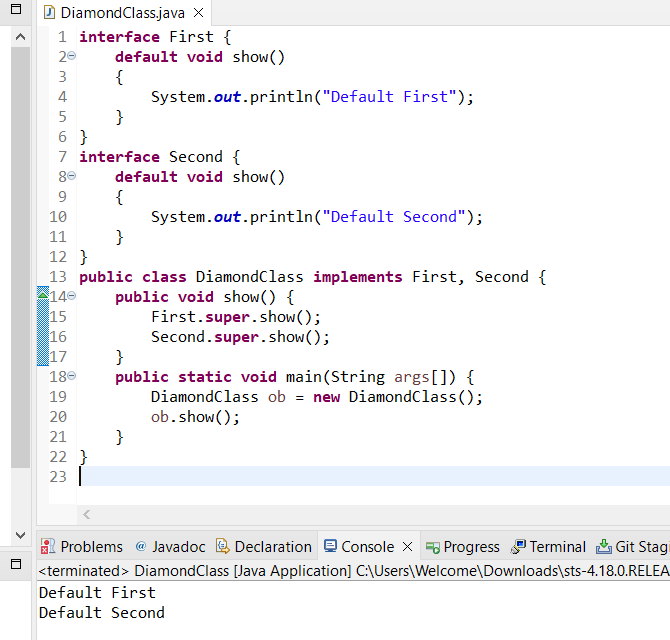 DiamondClass.java
1 interface First {
2 default void show()
3 {
4 System.out.println("Default First");
5 }
6 }
7 interface Second {
8 default void show()
9 {
10 System.out.println("Default Second");
11 }
12 }
13 public class DiamondClass implements First, Second {
14 public void show() {
15 First.super.show();
16 Second.super.show();
17 }
18 public static void main(String args[]) {
19 DiamondClass ob = new DiamondClass();
20 ob.show();
21 }
22 }
23
Problems @ Javadoc Declaration Console Progress Terminal Git Stagi
<terminated> DiamondClass [Java Application] C:\Users\Welcome\Downloads\sts-4.18.0.RELEA
Default First
Default Second